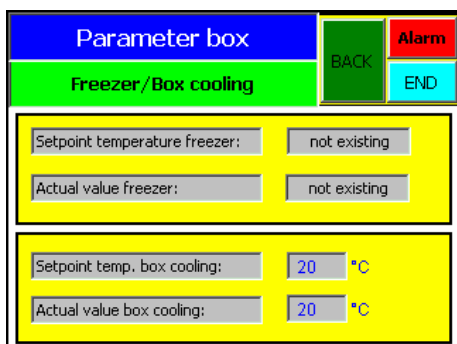 Parameter box
BACK
Alarm
Freezer/Box cooling
END
Setpoint temperature freezer: not existing
Actual value freezer: not existing
Setpoint temp. box cooling: 20 °C
Actual value box cooling: 20 °C